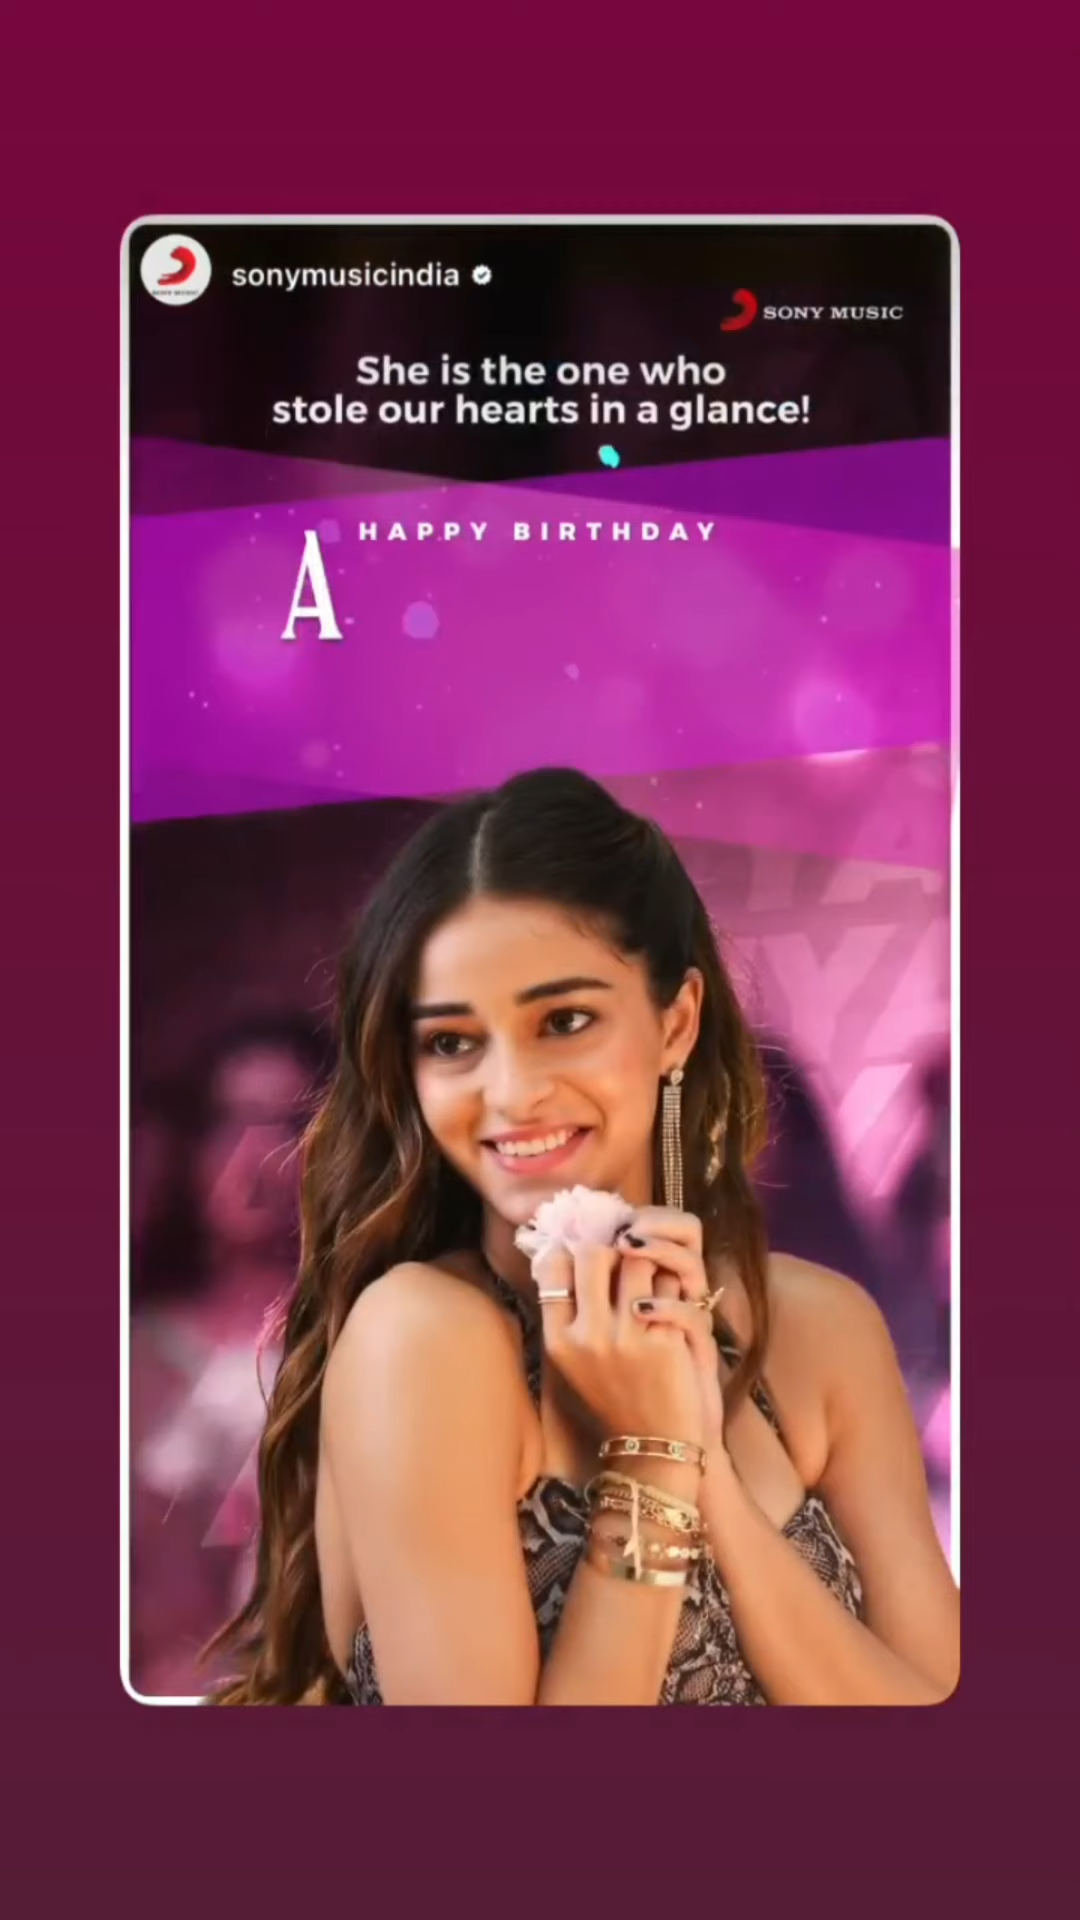 sonymusicindia
SONY MUSIC
She is the one who
stole our hearts in a glance!
HAPPY BIRTHDAY
A